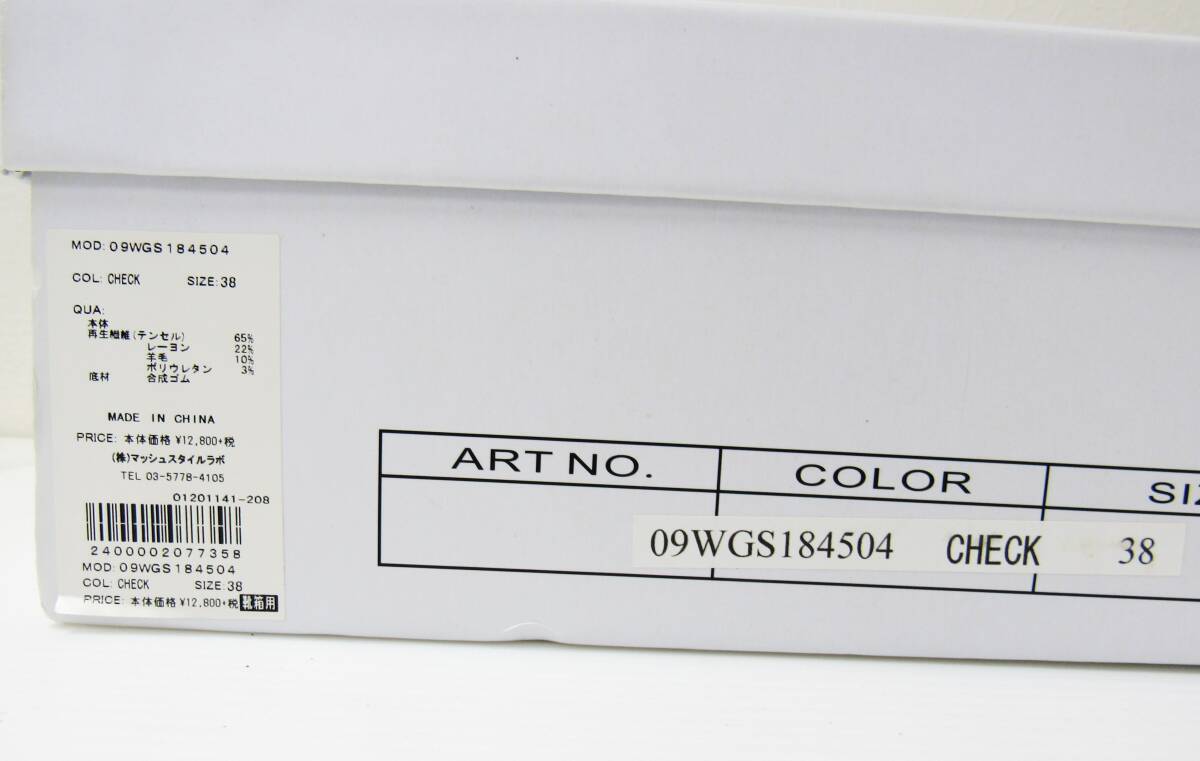 MOD: 09WGS184504
COL: CHECK SIZE: 38
QUA:
本体
再生繊維(テンセル) 65%
レーヨン 22%
羊毛 10%
ポリウレタン 3%
底材 合成ゴム
MADE IN CHINA
PRICE: 本体価格 ¥12,800+税
(株)マッシュスタイルラボ
TEL 03-5778-4105
01201141-208
2400002077358
MOD: 09WGS184504
COL: CHECK SIZE: 38
PRICE: 本体価格 ¥12,800+税 靴箱用
ART NO. COLOR SIZ
09WGS184504 CHECK 38